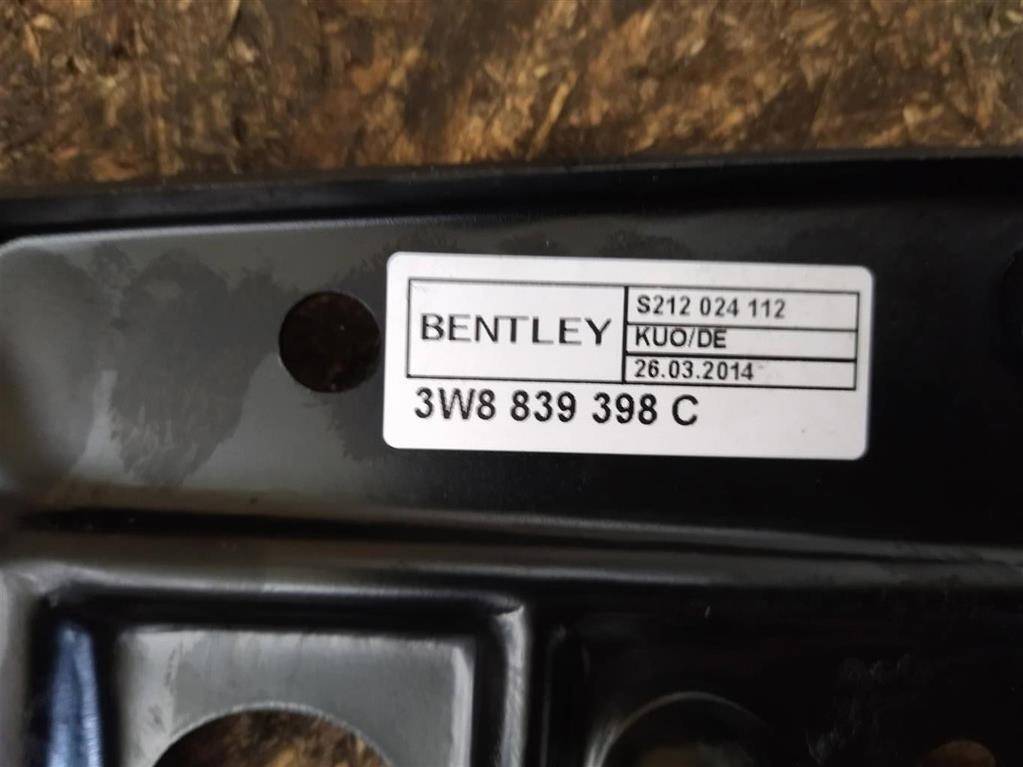 BENTLEY
S212 024 112
KUO/DE
26.03.2014
3W8 839 398 C